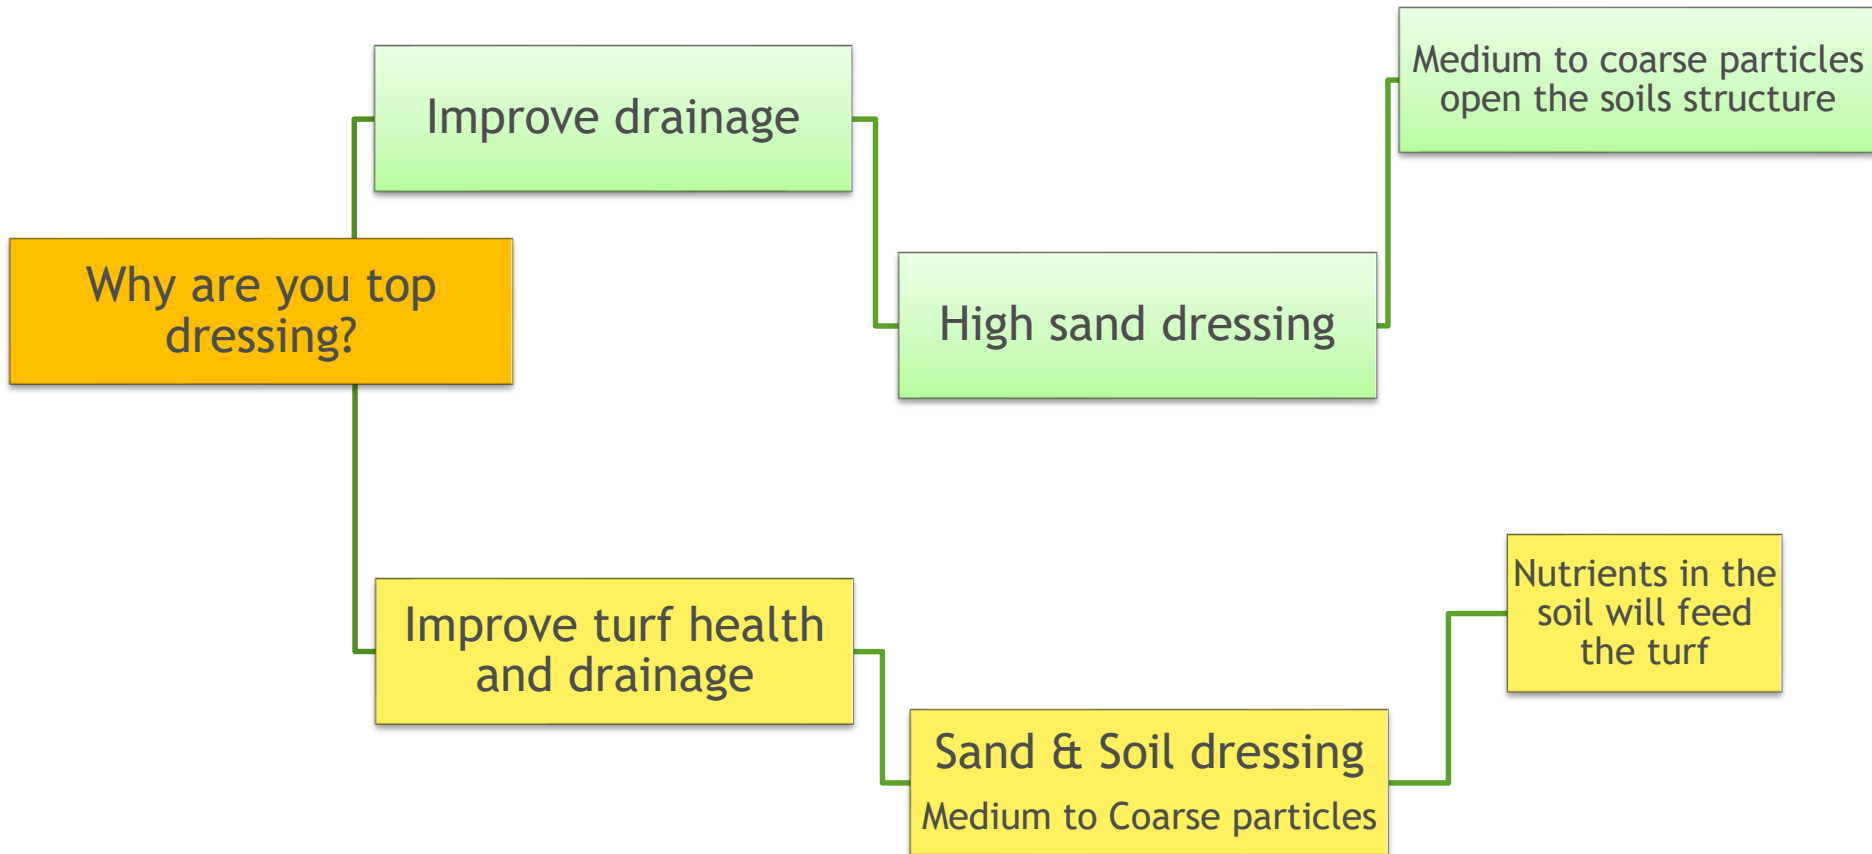 Why are you top
dressing?
Improve drainage
High sand dressing
Medium to coarse particles
open the soils structure
Improve turf health
and drainage
Sand & Soil dressing
Medium to Coarse particles
Nutrients in the
soil will feed
the turf